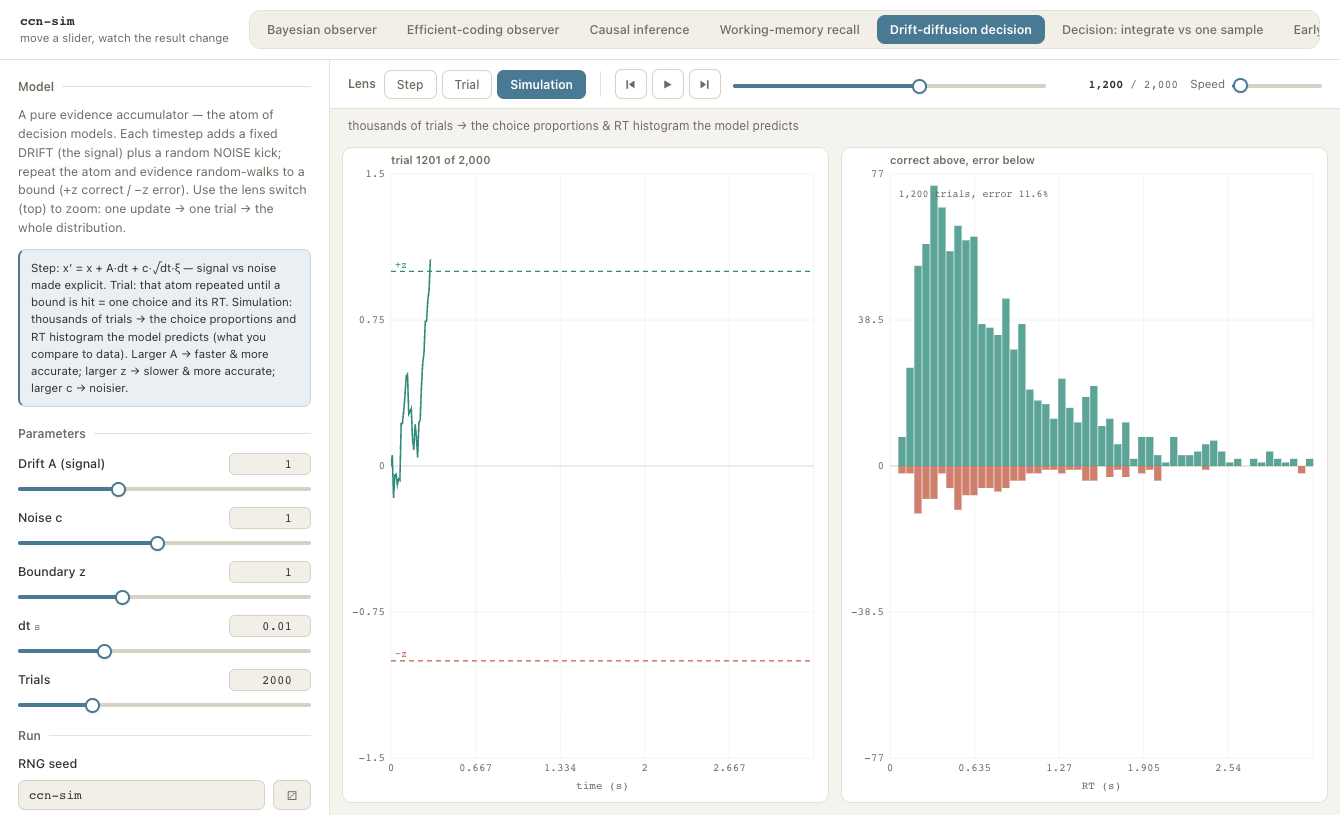 ccn-sim
move a slider, watch the result change
Bayesian observer
Efficient-coding observer
Causal inference
Working-memory recall
Drift-diffusion decision
Decision: integrate vs one sample
Early
Model
A pure evidence accumulator — the atom of
decision models. Each timestep adds a fixed
DRIFT (the signal) plus a random NOISE kick;
repeat the atom and evidence random-walks to a
bound (+z correct / −z error). Use the lens switch
(top) to zoom: one update → one trial → the
whole distribution.
Step: x' = x + A·dt + c·√dt·ξ — signal vs noise
made explicit. Trial: that atom repeated until a
bound is hit = one choice and its RT. Simulation:
thousands of trials → the choice proportions and
RT histogram the model predicts (what you
compare to data). Larger A → faster & more
accurate; larger z → slower & more accurate;
larger c → noisier.
Parameters
Drift A (signal)
1
Noise c
1
Boundary z
1
dt s
0.01
Trials
2000
Run
RNG seed
ccn-sim
Lens
Step
Trial
Simulation
1,200 / 2,000
Speed
thousands of trials → the choice proportions & RT histogram the model predicts
trial 1201 of 2,000
1.5
+z
0.75
0
−0.75
−z
−1.5
0
0.667
1.334
2
2.667
time (s)
correct above, error below
77
1,200 trials, error 11.6%
38.5
0
−38.5
−77
0
0.635
1.27
1.905
2.54
RT (s)